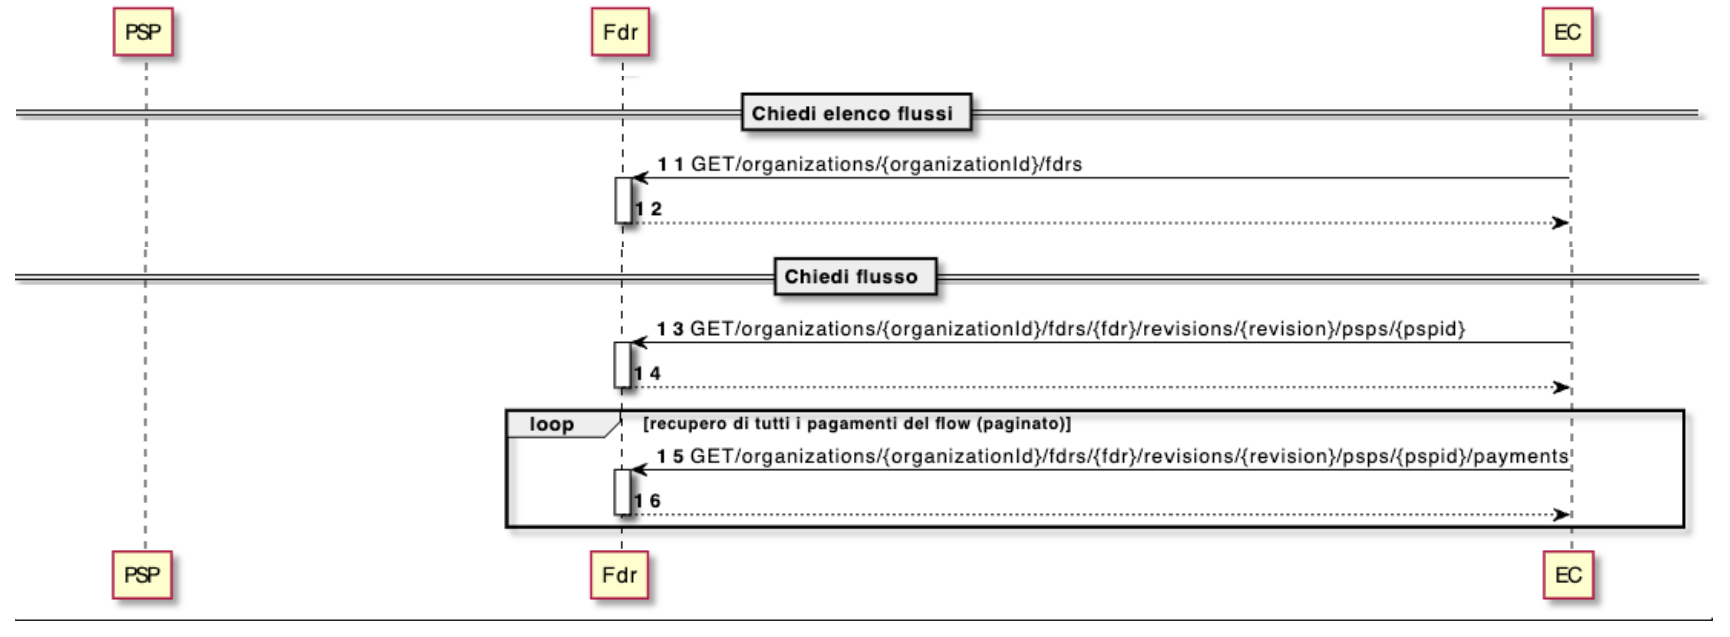 PSP Fdr EC
Chiedi elenco flussi
1 1 GET/organizations/{organizationId}/fdrs
1 2
Chiedi flusso
1 3 GET/organizations/{organizationId}/fdrs/{fdr}/revisions/{revision}/psps/{pspid}
1 4
loop [recupero di tutti i pagamenti del flow (paginato)]
1 5 GET/organizations/{organizationId}/fdrs/{fdr}/revisions/{revision}/psps/{pspid}/payments
1 6
PSP Fdr EC